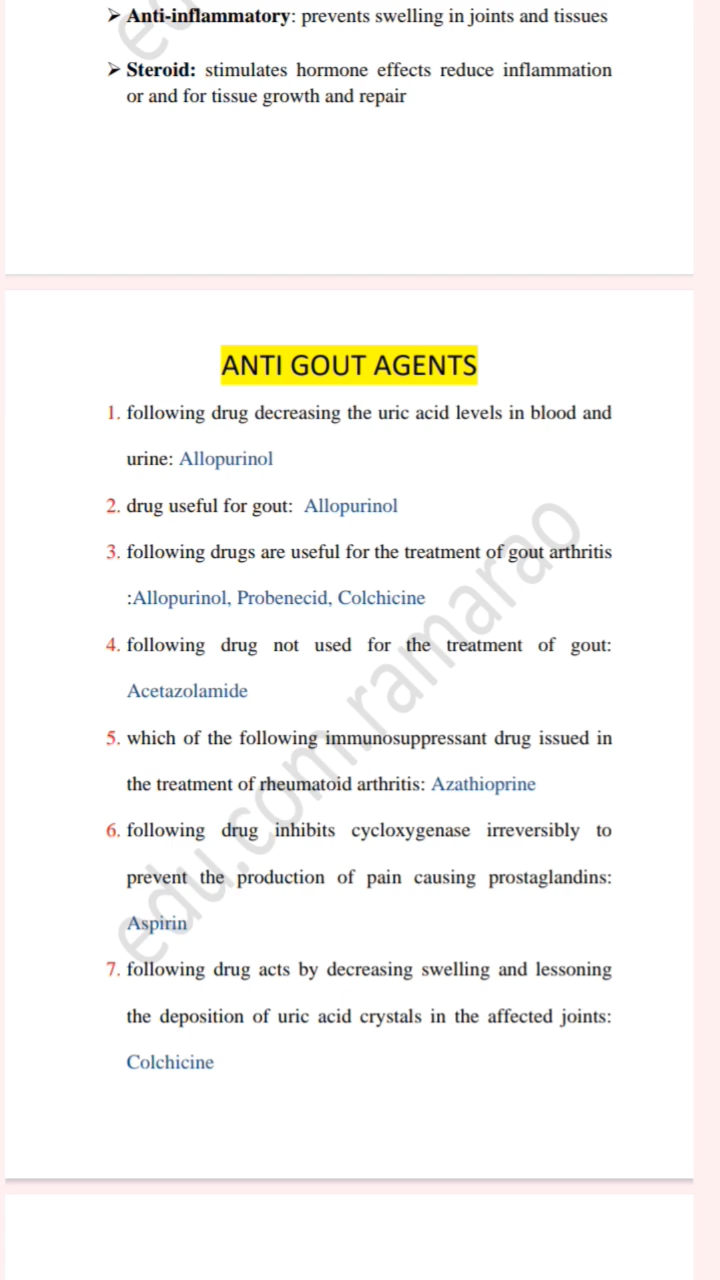 ➢ Anti-inflammatory: prevents swelling in joints and tissues
➢ Steroid: stimulates hormone effects reduce inflammation
or and for tissue growth and repair
ANTI GOUT AGENTS
1. following drug decreasing the uric acid levels in blood and
urine: Allopurinol
2. drug useful for gout: Allopurinol
3. following drugs are useful for the treatment of gout arthritis
:Allopurinol, Probenecid, Colchicine
4. following drug not used for the treatment of gout:
Acetazolamide
5. which of the following immunosuppressant drug issued in
the treatment of rheumatoid arthritis: Azathioprine
6. following drug inhibits cycloxygenase irreversibly to
prevent the production of pain causing prostaglandins:
Aspirin
7. following drug acts by decreasing swelling and lessoning
the deposition of uric acid crystals in the affected joints:
Colchicine
edu.com.ramarao